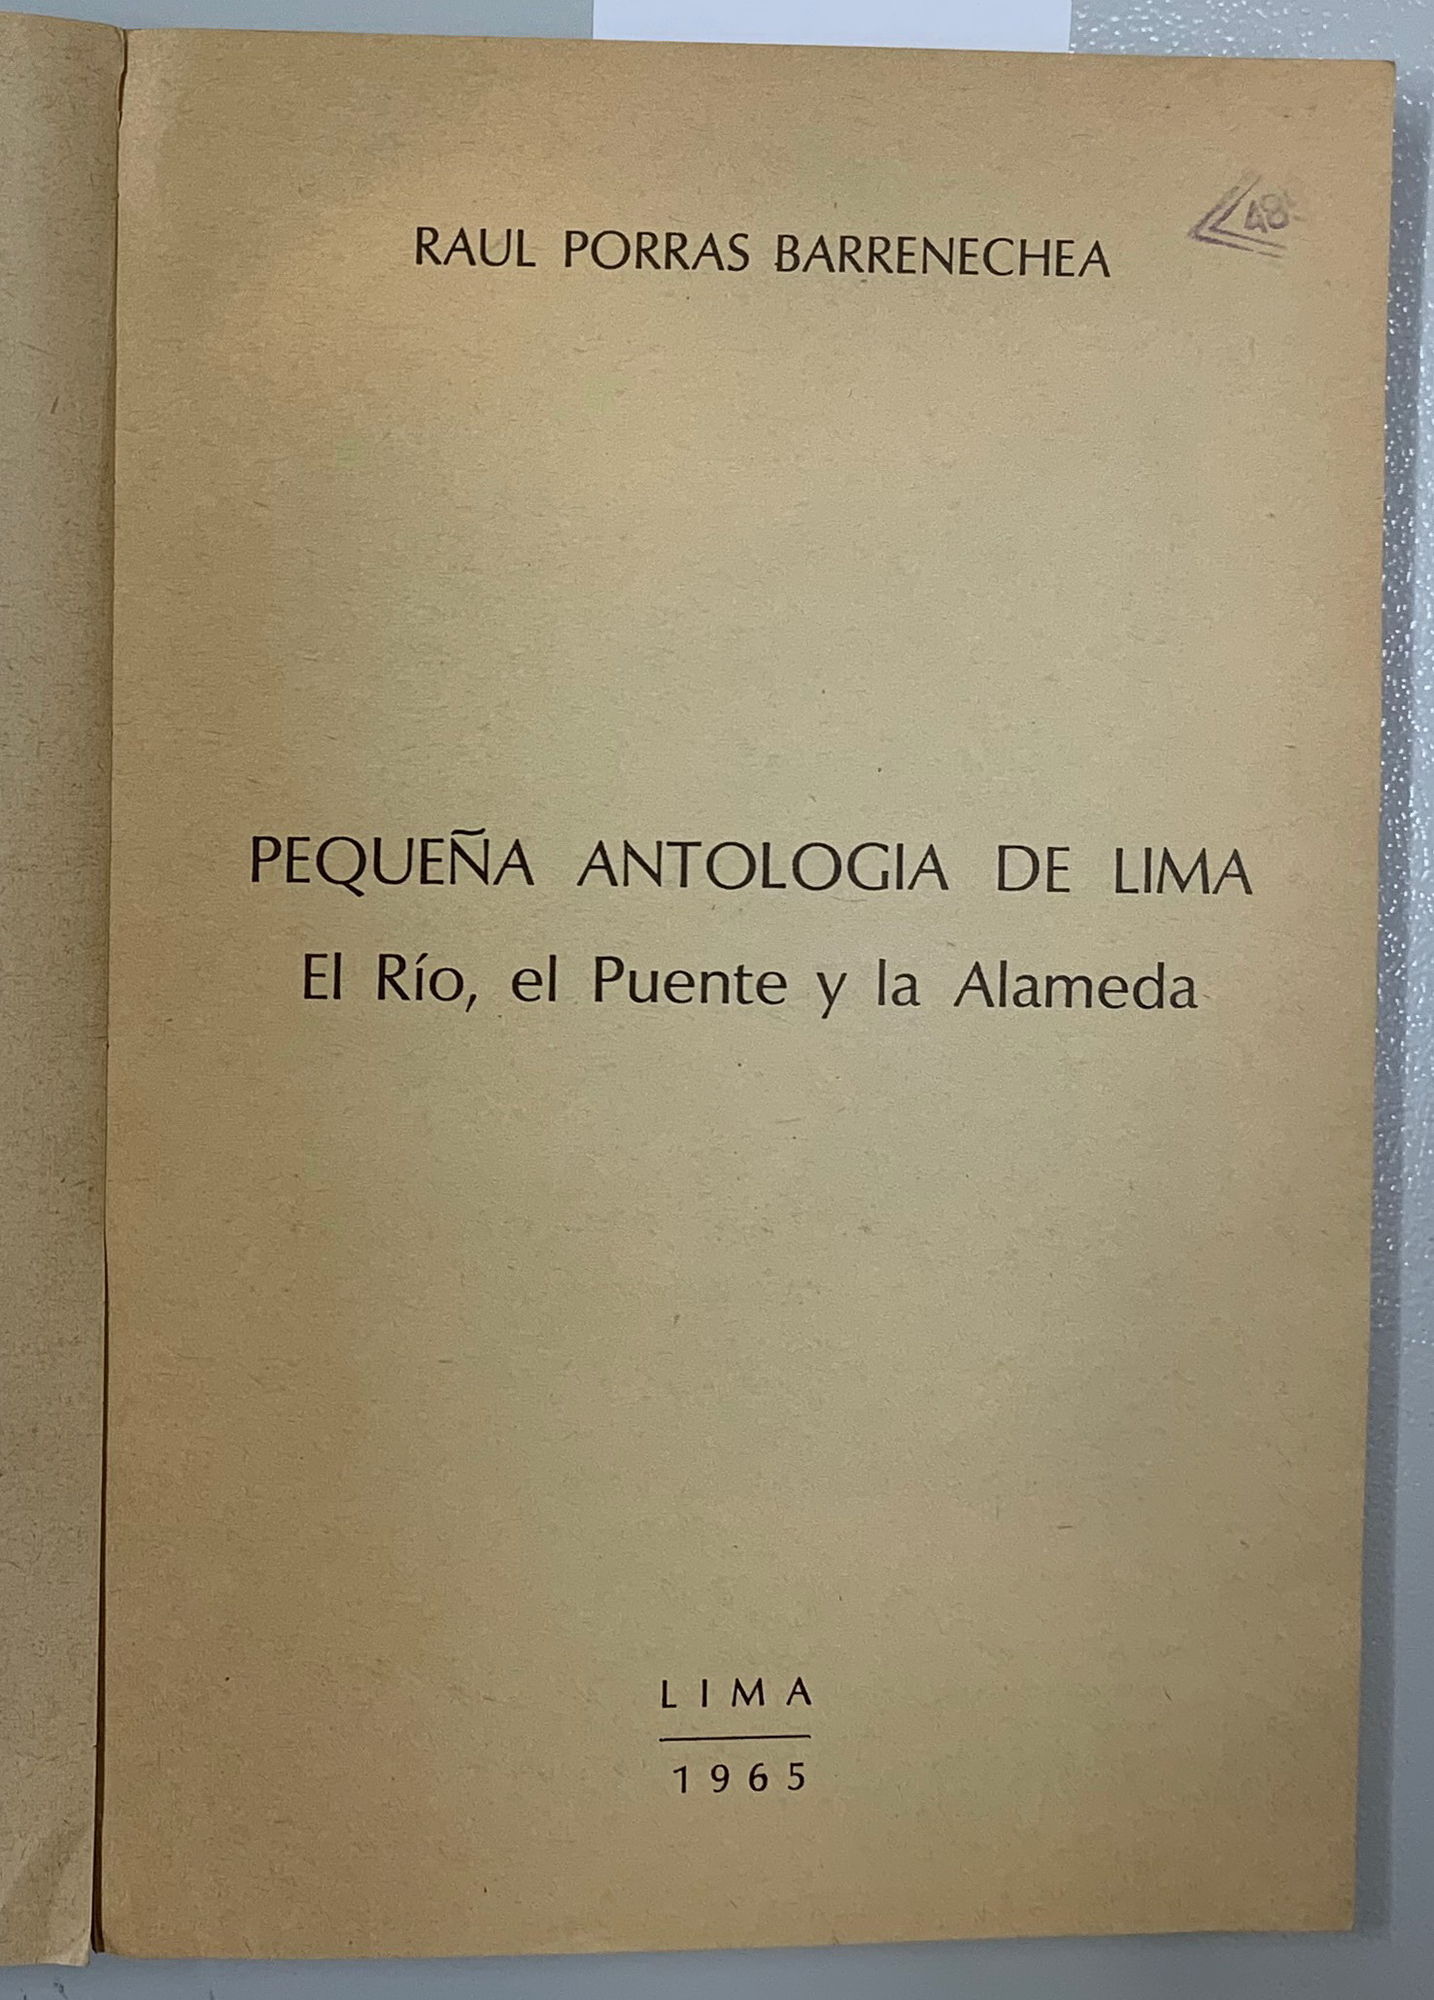 RAUL PORRAS BARRENECHEA
PEQUEÑA ANTOLOGIA DE LIMA
El Río, el Puente y la Alameda
LIMA
1965